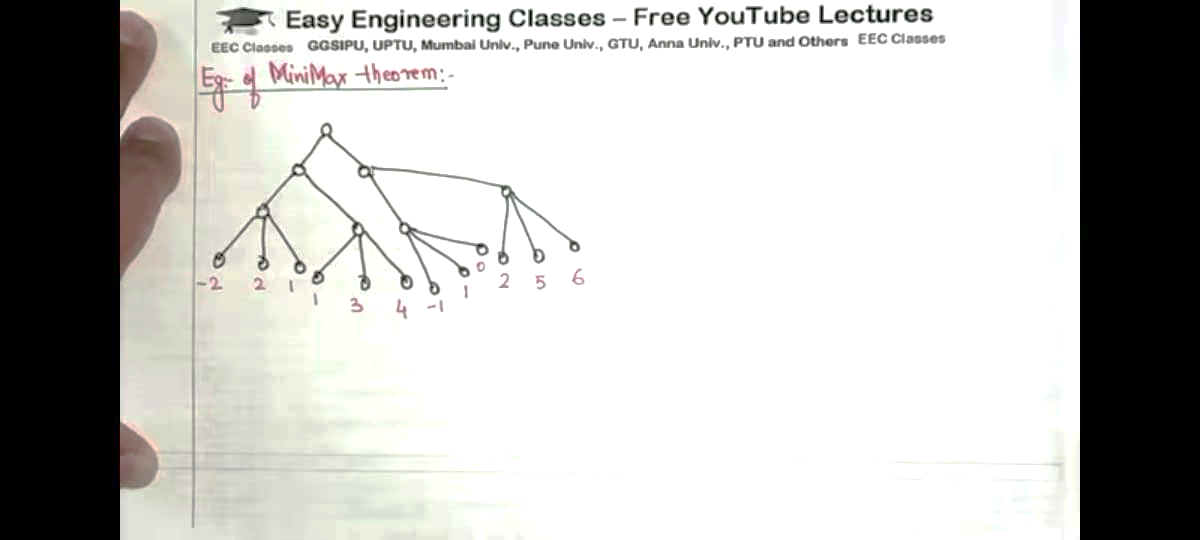 Easy Engineering Classes – Free YouTube Lectures
EEC Classes GGSIPU, UPTU, Mumbai Univ., Pune Univ., GTU, Anna Univ., PTU and Others EEC Classes
Eg:- of MiniMax theorem:-
-2 2 1 1 3 4 -1 1 0 2 5 6